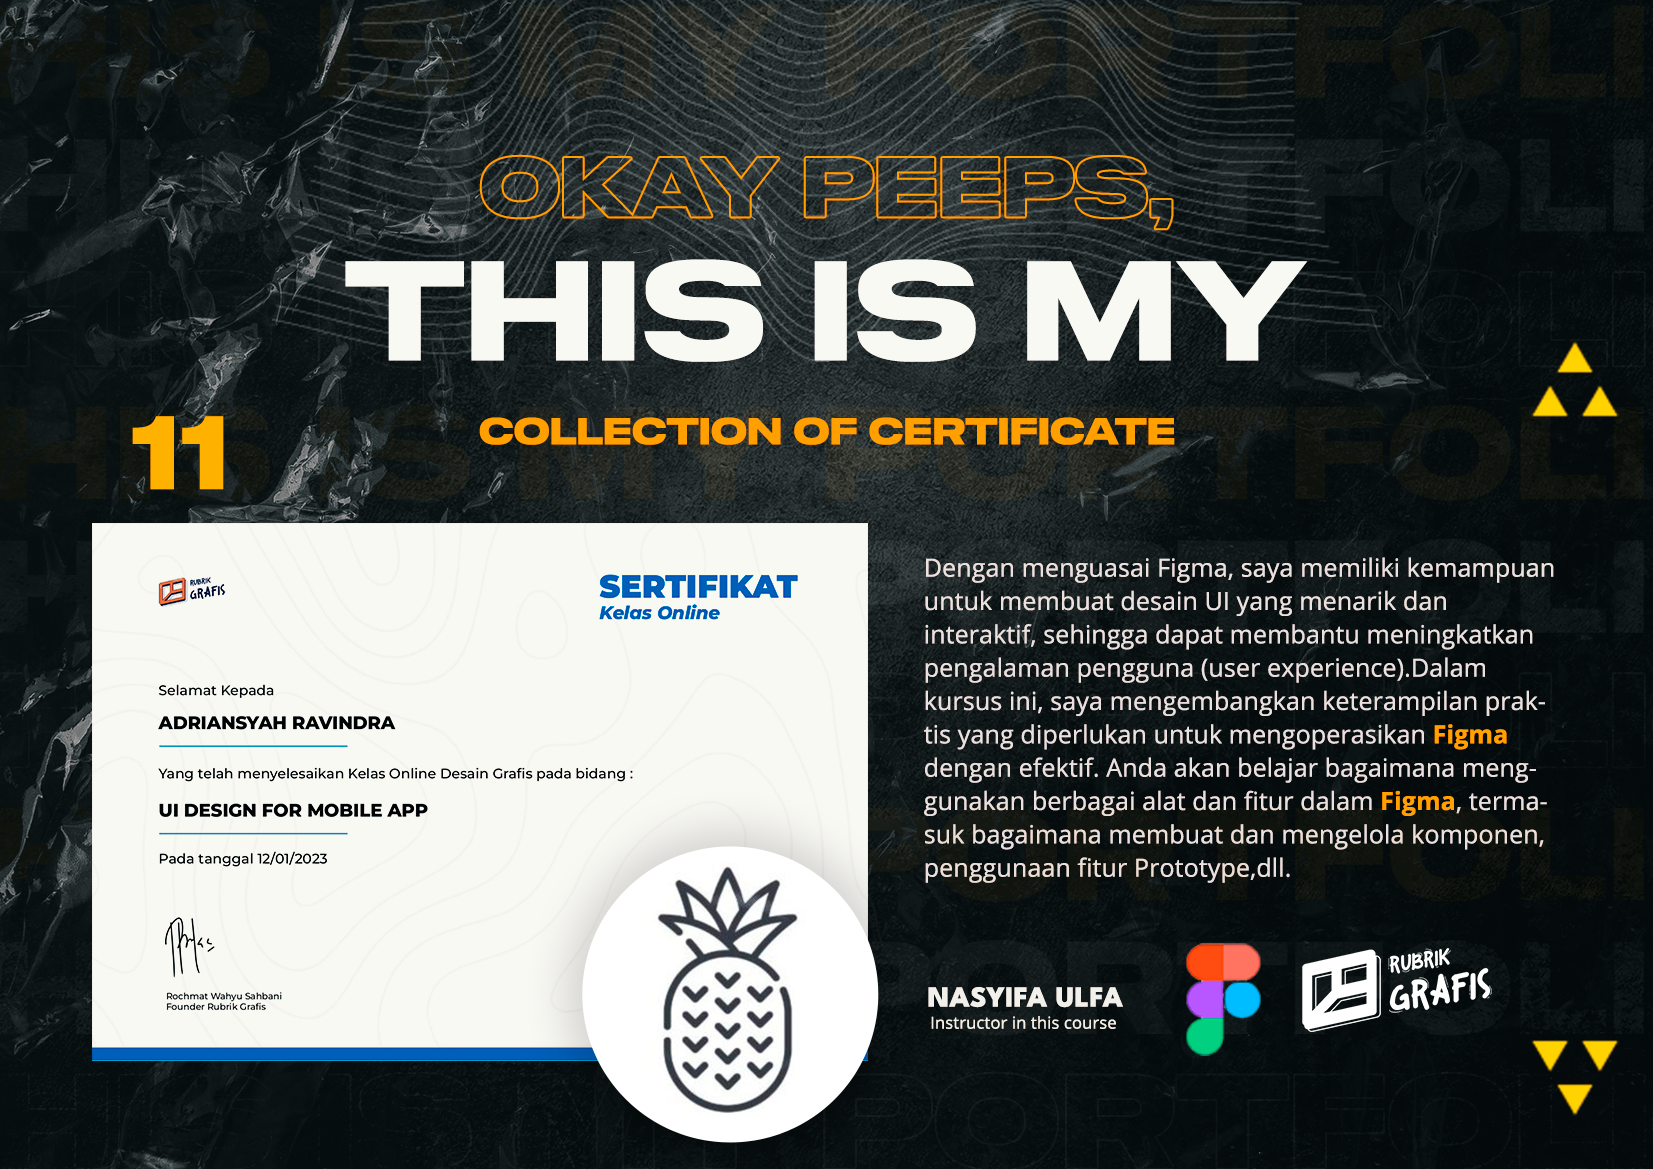 OKAY PEEPS,
THIS IS MY
COLLECTION OF CERTIFICATE
11
RUBRIK
GRAFIS
SERTIFIKAT
Kelas Online
Selamat Kepada
ADRIANSYAH RAVINDRA
Yang telah menyelesaikan Kelas Online Desain Grafis pada bidang :
UI DESIGN FOR MOBILE APP
Pada tanggal 12/01/2023
Rochmat Wahyu Sahbani
Founder Rubrik Grafis
Dengan menguasai Figma, saya memiliki kemampuan
untuk membuat desain UI yang menarik dan
interaktif, sehingga dapat membantu meningkatkan
pengalaman pengguna (user experience).Dalam
kursus ini, saya mengembangkan keterampilan prak-
tis yang diperlukan untuk mengoperasikan Figma
dengan efektif. Anda akan belajar bagaimana meng-
gunakan berbagai alat dan fitur dalam Figma, terma-
suk bagaimana membuat dan mengelola komponen,
penggunaan fitur Prototype,dll.
NASYIFA ULFA
Instructor in this course
RUBRIK
GRAFIS